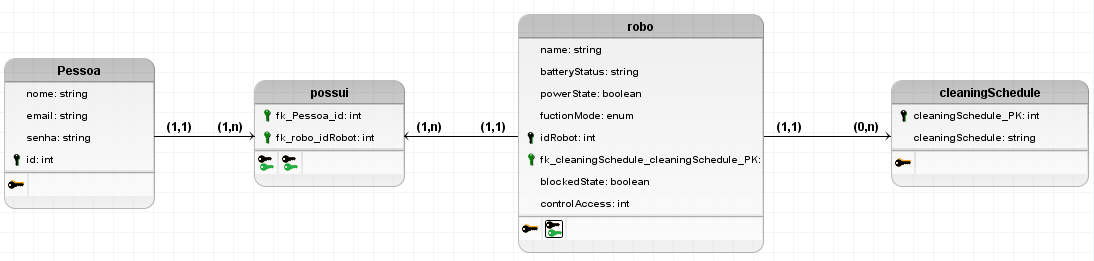 Pessoa
nome: string
email: string
senha: string
id: int
(1,1)
(1,n)
possui
fk_Pessoa_id: int
fk_robo_idRobot: int
(1,n)
(1,1)
robo
name: string
batteryStatus: string
powerState: boolean
fuctionMode: enum
idRobot: int
fk_cleaningSchedule_cleaningSchedule_PK:
blockedState: boolean
controlAccess: int
(1,1)
(0,n)
cleaningSchedule
cleaningSchedule_PK: int
cleaningSchedule: string